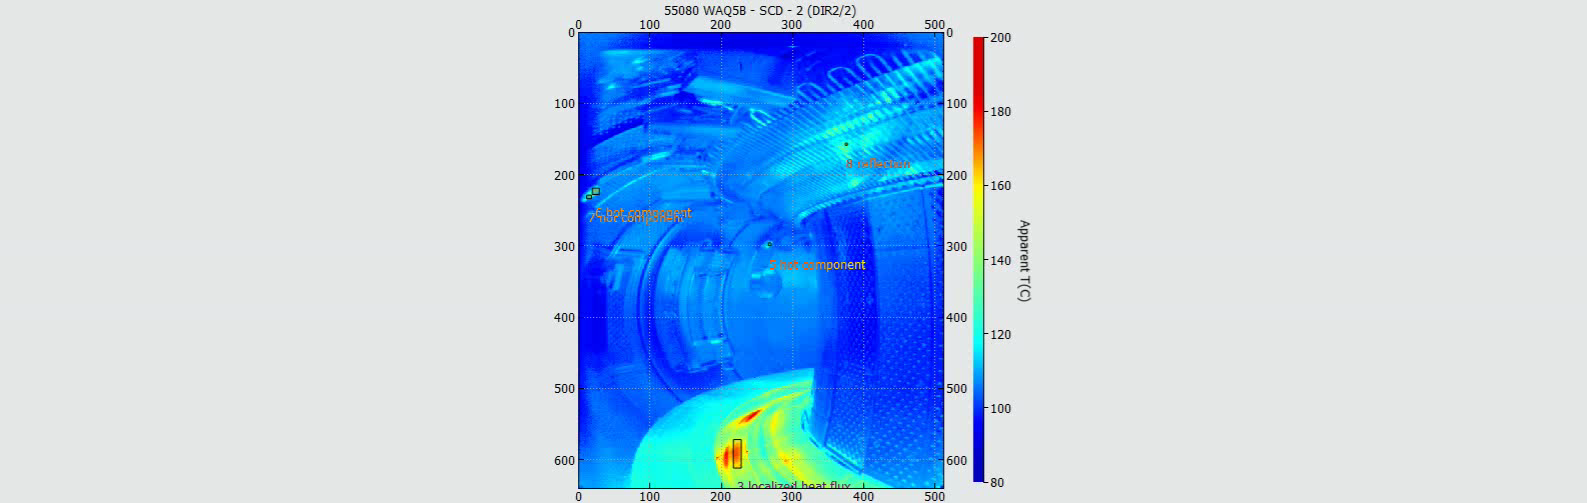 55080 WAQ5B - SCD - 2 (DIR2/2)
0 100 200 300 400 500
0 0 200
100 100 180
8 reflection
200 200 160
6 hot component
7 hot component
300 300 140
5 hot component
Apparent T(C)
400 400 120
500 500 100
600 600 80
3 localized heat flux
0 100 200 300 400 500